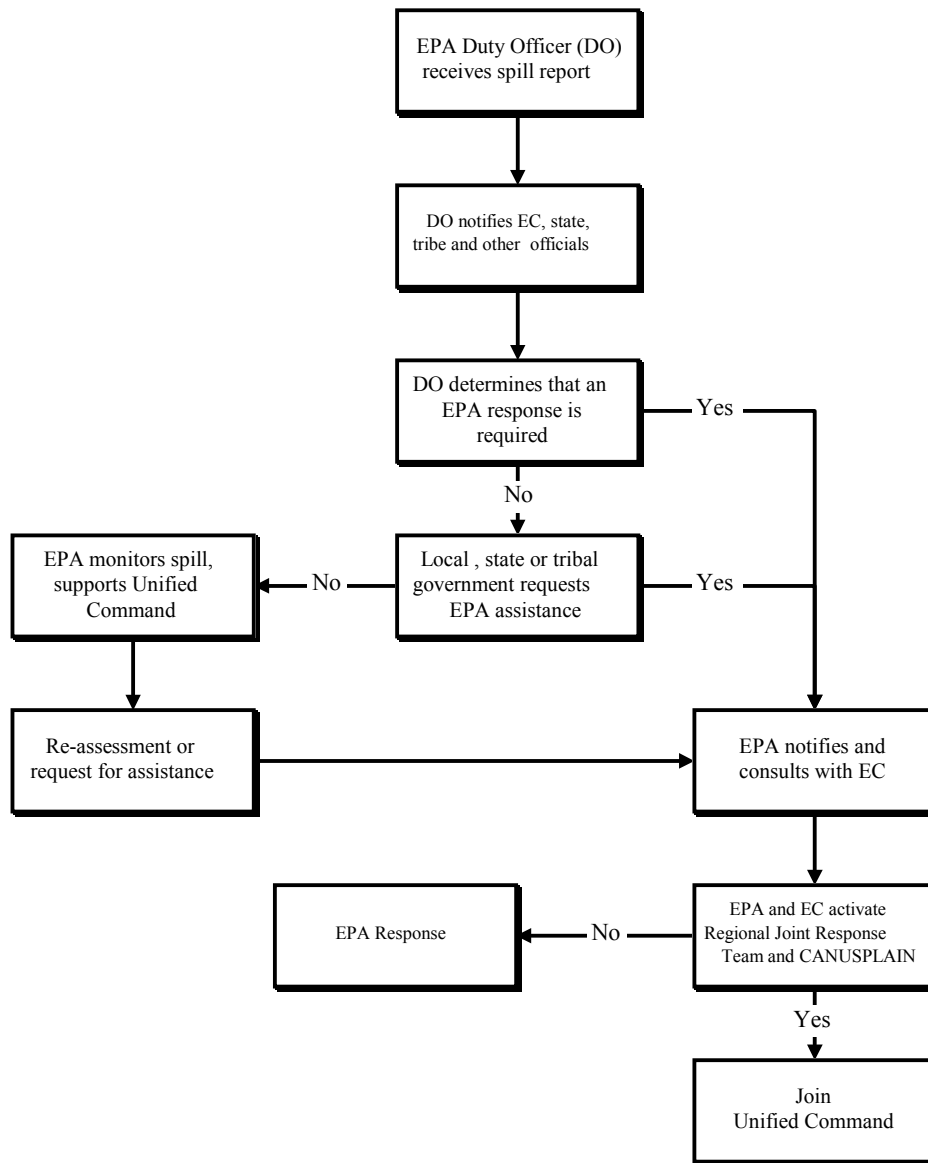 EPA Duty Officer (DO)
receives spill report
DO notifies EC, state,
tribe and other officials
DO determines that an
EPA response is
required
Yes
No
EPA monitors spill,
supports Unified
Command
No
Local , state or tribal
government requests
EPA assistance
Yes
Re-assessment or
request for assistance
EPA notifies and
consults with EC
EPA Response
No
EPA and EC activate
Regional Joint Response
Team and CANUSPLAIN
Yes
Join
Unified Command